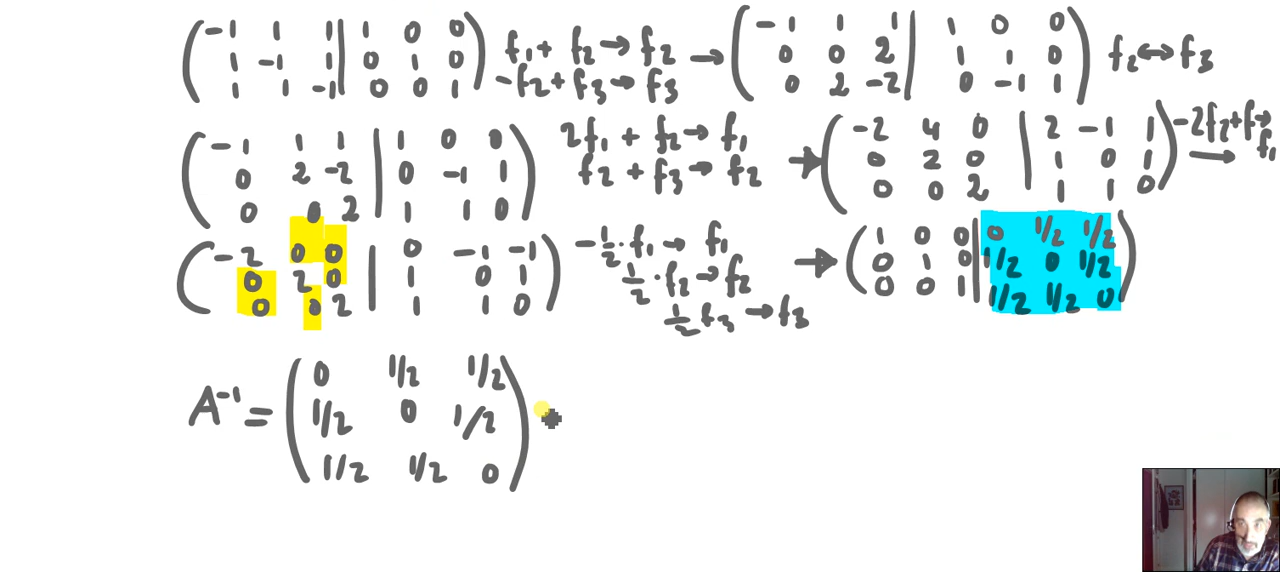 ( -1 1 1 | 1 0 0 ) f₁ + f₂ → f₂ → ( -1 1 1 | 1 0 0 )
( 1 -1 1 | 0 1 0 ) -f₂ + f₃ → f₃ ( 0 0 2 | 1 1 0 ) f₂ ↔ f₃
( 1 1 -1 | 0 0 1 ) ( 0 2 -2 | 0 -1 1 )
( -1 1 1 | 1 0 0 ) 2f₁ + f₂ → f₁ ( -2 4 0 | 2 -1 1 ) -2f₂ + f₁ → f₁
( 0 2 -2 | 0 -1 1 ) f₂ + f₃ → f₂ → ( 0 2 0 | 1 0 1 ) →
( 0 0 2 | 1 1 0 ) ( 0 0 2 | 1 1 0 )
( -2 0 0 | 0 -1 -1 ) -1/2 · f₁ → f₁ ( 1 0 0 | 0 1/2 1/2 )
( 0 2 0 | 1 0 1 ) 1/2 · f₂ → f₂ → ( 0 1 0 | 1/2 0 1/2 )
( 0 0 2 | 1 1 0 ) 1/2 f₃ → f₃ ( 0 0 1 | 1/2 1/2 0 )
( 0 1/2 1/2 )
A⁻¹ = ( 1/2 0 1/2 )
( 1/2 1/2 0 )